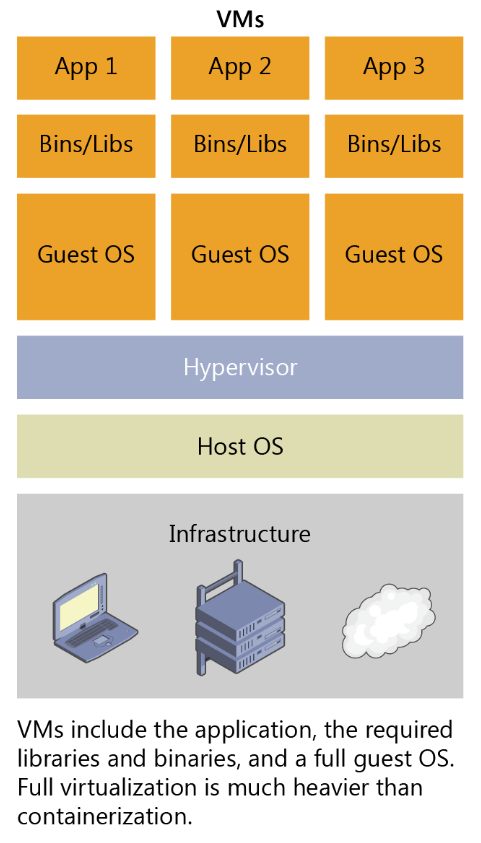 VMs
App 1
App 2
App 3
Bins/Libs
Bins/Libs
Bins/Libs
Guest OS
Guest OS
Guest OS
Hypervisor
Host OS
Infrastructure
VMs include the application, the required
libraries and binaries, and a full guest OS.
Full virtualization is much heavier than
containerization.